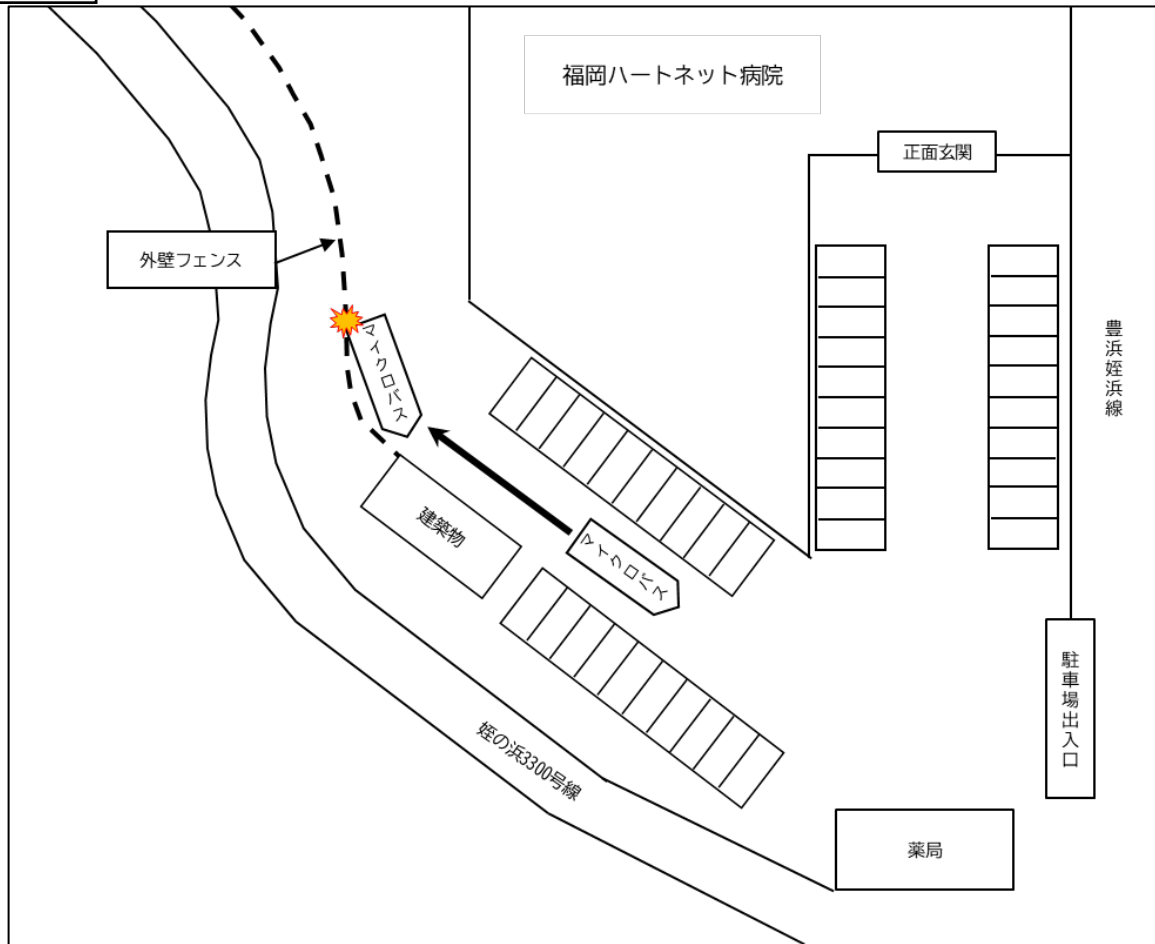 福岡ハートネット病院
正面玄関
外壁フェンス
豊浜姪浜線
マイクロバス
建築物
マイクロバス
駐車場出入口
姪の浜3300号線
薬局